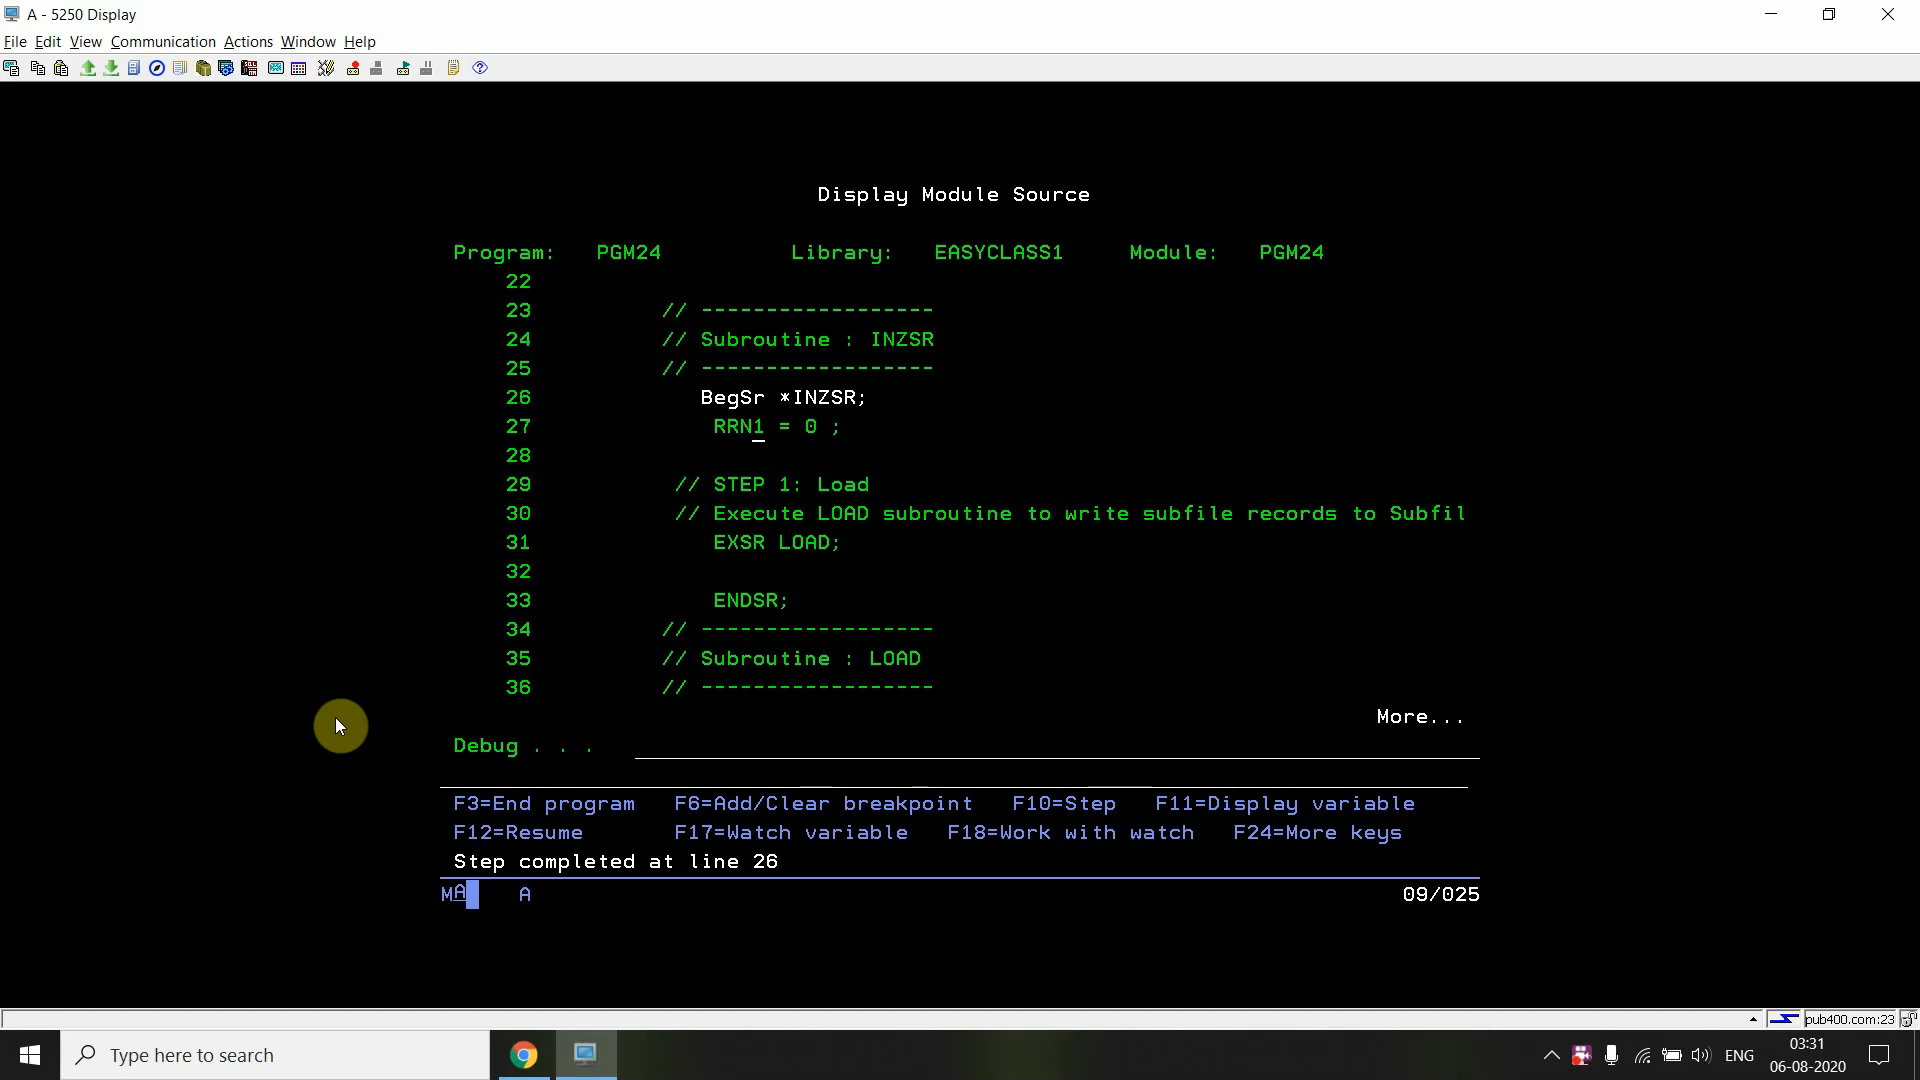 A - 5250 Display
File Edit View Communication Actions Window Help
Display Module Source
Program: PGM24 Library: EASYCLASS1 Module: PGM24
22
23 // ------------------
24 // Subroutine : INZSR
25 // ------------------
26 BegSr *INZSR;
27 RRN1 = 0 ;
28
29 // STEP 1: Load
30 // Execute LOAD subroutine to write subfile records to Subfil
31 EXSR LOAD;
32
33 ENDSR;
34 // ------------------
35 // Subroutine : LOAD
36 // ------------------
More...
Debug . . .
F3=End program F6=Add/Clear breakpoint F10=Step F11=Display variable
F12=Resume F17=Watch variable F18=Work with watch F24=More keys
Step completed at line 26
MA A 09/025
pub400.com:23
Type here to search
ENG
03:31
06-08-2020